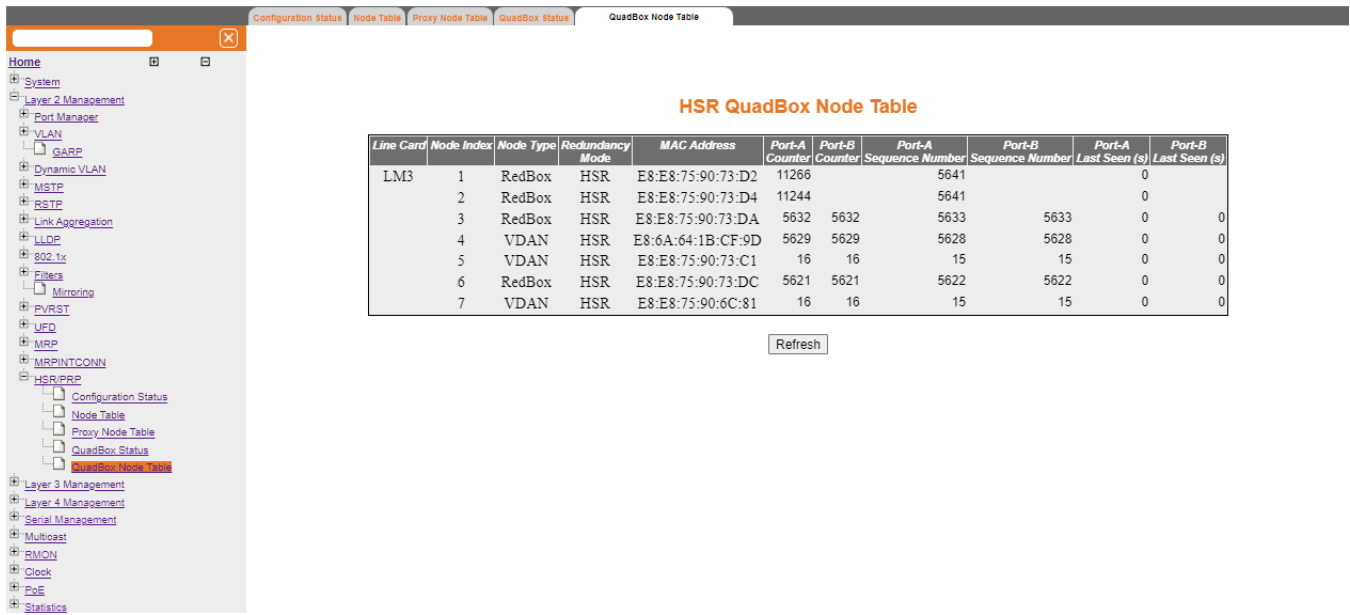 Configuration Status Node Table Proxy Node Table QuadBox Status QuadBox Node Table
Home
System
Layer 2 Management
Port Manager
VLAN
GARP
Dynamic VLAN
MSTP
RSTP
Link Aggregation
LLDP
802.1x
Filters
Mirroring
PVRST
UFD
MRP
MRPINTCONN
HSR/PRP
Configuration Status
Node Table
Proxy Node Table
QuadBox Status
QuadBox Node Table
Layer 3 Management
Layer 4 Management
Serial Management
Multicast
RMON
Clock
PoE
Statistics
HSR QuadBox Node Table
Line Card Node Index Node Type Redundancy Mode MAC Address Port-A Counter Port-B Counter Port-A Sequence Number Port-B Sequence Number Port-A Last Seen (s) Port-B Last Seen (s)
LM3 1 RedBox HSR E8:E8:75:90:73:D2 11266 5641 0
2 RedBox HSR E8:E8:75:90:73:D4 11244 5641 0
3 RedBox HSR E8:E8:75:90:73:DA 5632 5632 5633 5633 0 0
4 VDAN HSR E8:6A:64:1B:CF:9D 5629 5629 5628 5628 0 0
5 VDAN HSR E8:E8:75:90:73:C1 16 16 15 15 0 0
6 RedBox HSR E8:E8:75:90:73:DC 5621 5621 5622 5622 0 0
7 VDAN HSR E8:E8:75:90:6C:81 16 16 15 15 0 0
Refresh